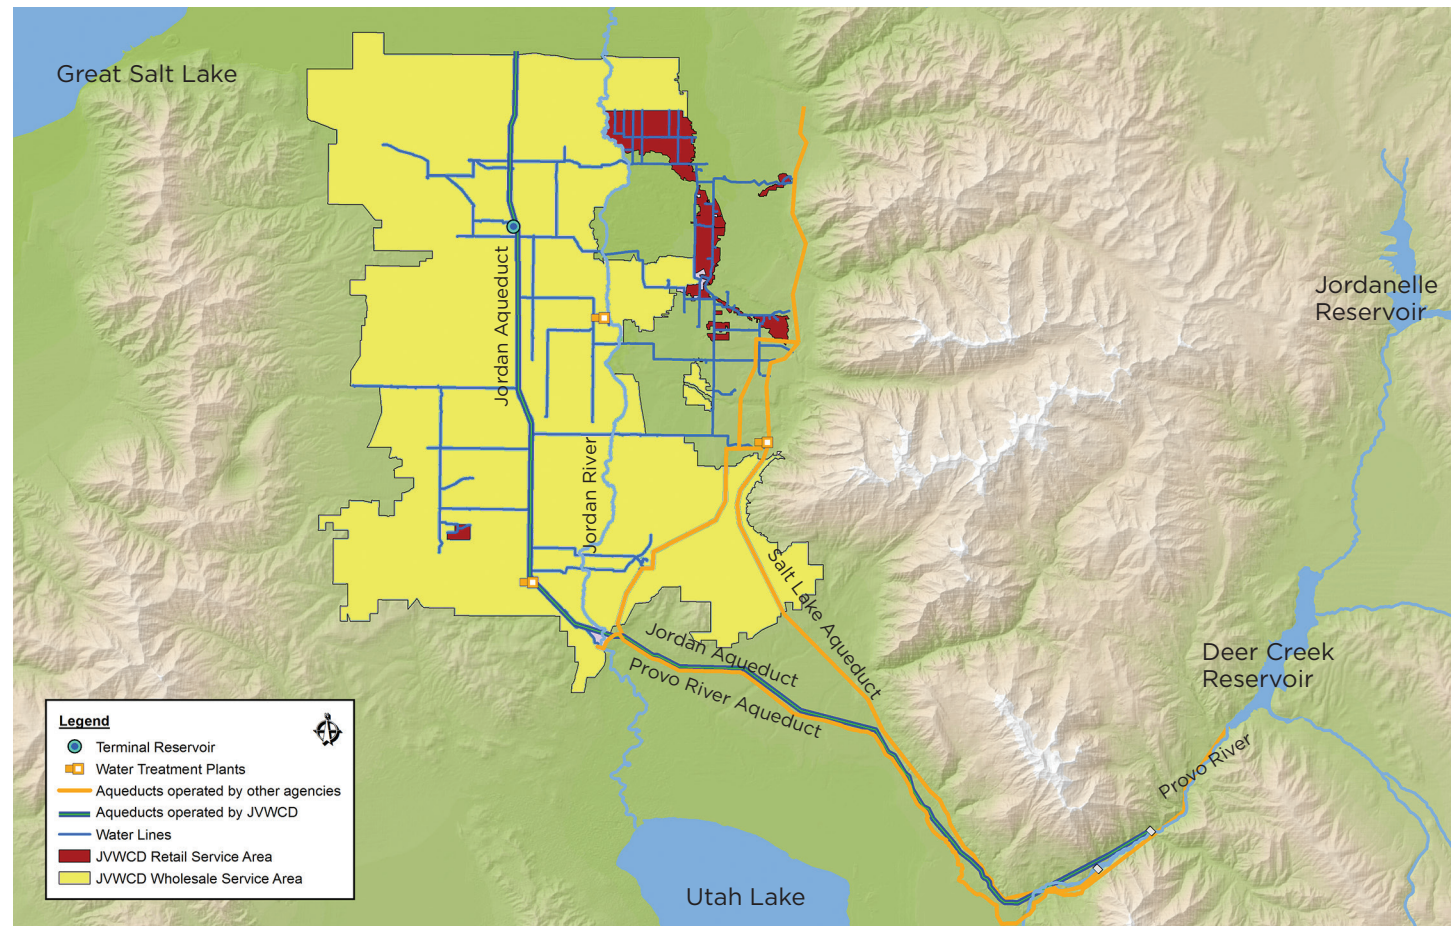 Great Salt Lake
Jordanelle
Reservoir
Jordan Aqueduct
Jordan River
Salt Lake Aqueduct
Jordan Aqueduct
Provo River Aqueduct
Deer Creek
Reservoir
Provo River
Utah Lake
Legend
Terminal Reservoir
Water Treatment Plants
Aqueducts operated by other agencies
Aqueducts operated by JVWCD
Water Lines
JVWCD Retail Service Area
JVWCD Wholesale Service Area